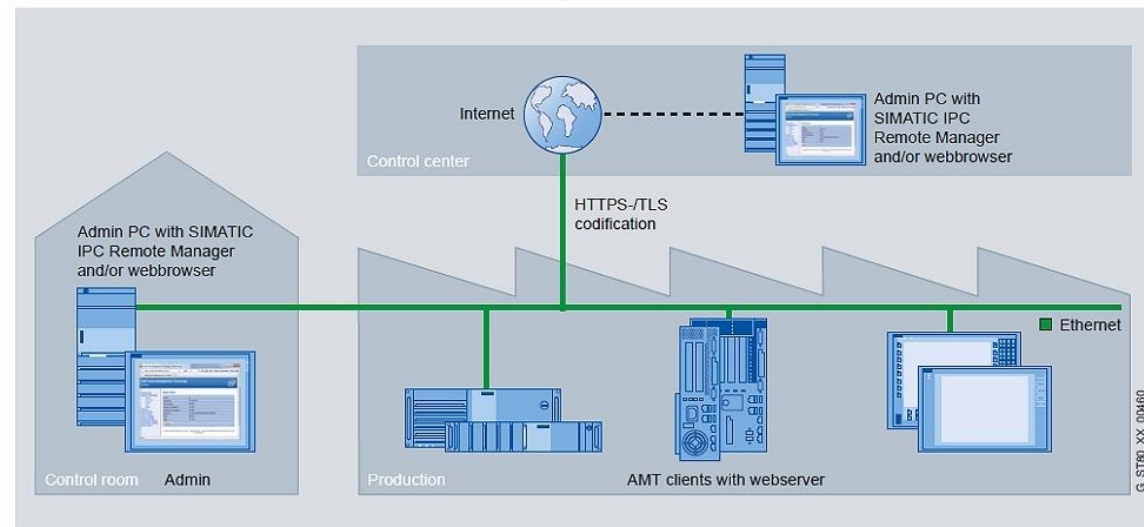 Internet
Admin PC with
SIMATIC IPC
Remote Manager
and/or webbrowser
Control center
HTTPS-/TLS
codification
Admin PC with SIMATIC
IPC Remote Manager
and/or webbrowser
Ethernet
Control room
Admin
Production
AMT clients with webserver
G_ST80_XX_00460